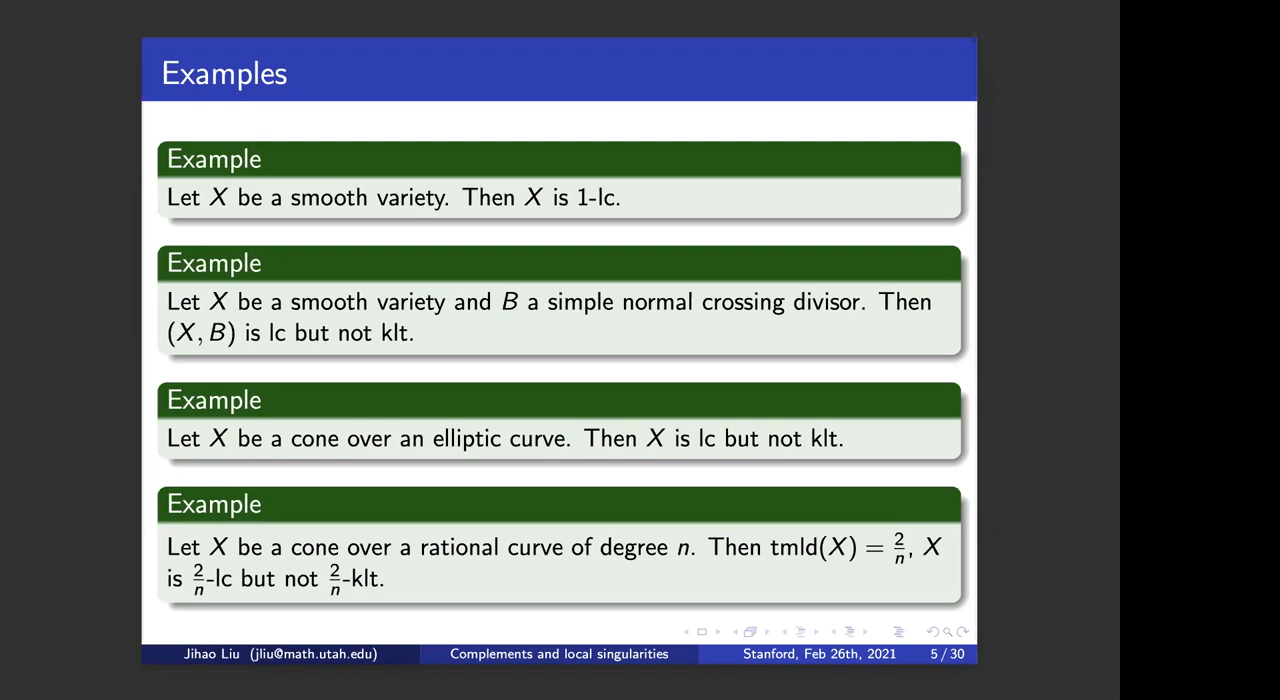 Examples
Example
Let X be a smooth variety. Then X is 1-lc.
Example
Let X be a smooth variety and B a simple normal crossing divisor. Then
(X, B) is lc but not klt.
Example
Let X be a cone over an elliptic curve. Then X is lc but not klt.
Example
Let X be a cone over a rational curve of degree n. Then tmld(X) = 2/n, X
is 2/n-lc but not 2/n-klt.
Jihao Liu (jliu@math.utah.edu) Complements and local singularities Stanford, Feb 26th, 2021 5 / 30